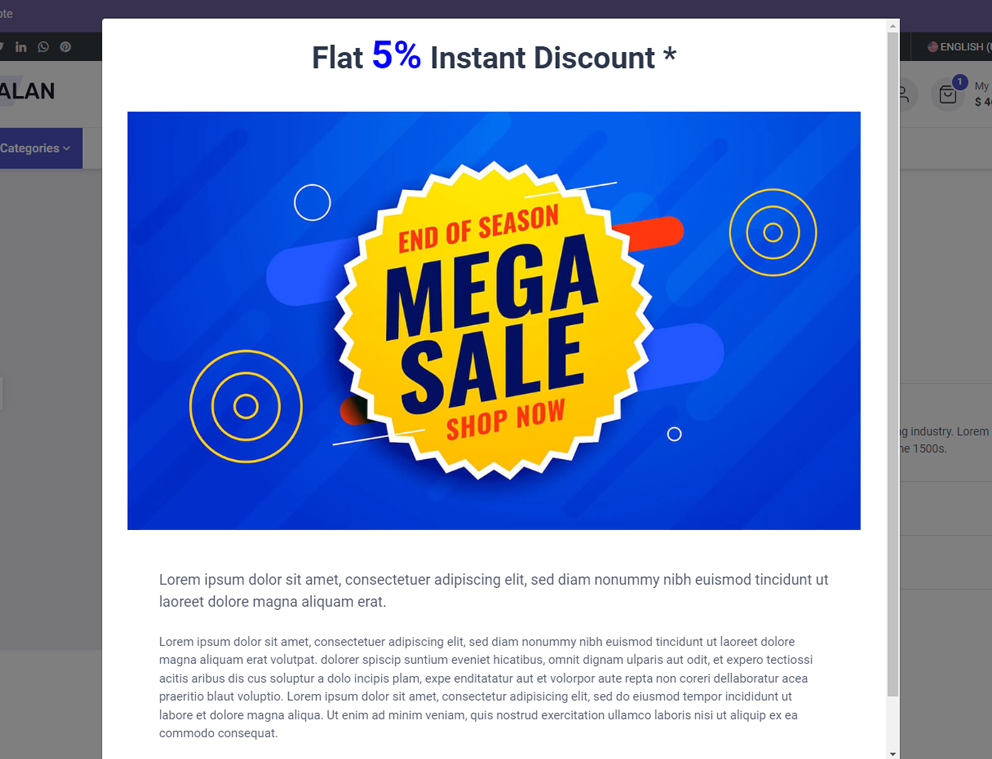 Flat 5% Instant Discount *
ENGLISH
ALAN
1
My
Categories
END OF SEASON
MEGA
SALE
SHOP NOW
Lorem ipsum dolor sit amet, consectetuer adipiscing elit, sed diam nonummy nibh euismod tincidunt ut
laoreet dolore magna aliquam erat.
Lorem ipsum dolor sit amet, consectetuer adipiscing elit, sed diam nonummy nibh euismod tincidunt ut laoreet dolore
magna aliquam erat volutpat. dolorer spiscip suntium eveniet hicatibus, omnit dignam ulparis aut odit, et expero tectiossi
acitis aribus dis cus soluptur a dolo incipis plam, expe enditatatur aut et volorpor aute repta non coreri dellaboratur acea
praeritio blaut voluptio. Lorem ipsum dolor sit amet, consectetur adipisicing elit, sed do eiusmod tempor incididunt ut
labore et dolore magna aliqua. Ut enim ad minim veniam, quis nostrud exercitation ullamco laboris nisi ut aliquip ex ea
commodo consequat.
industry. Lorem
1500s.